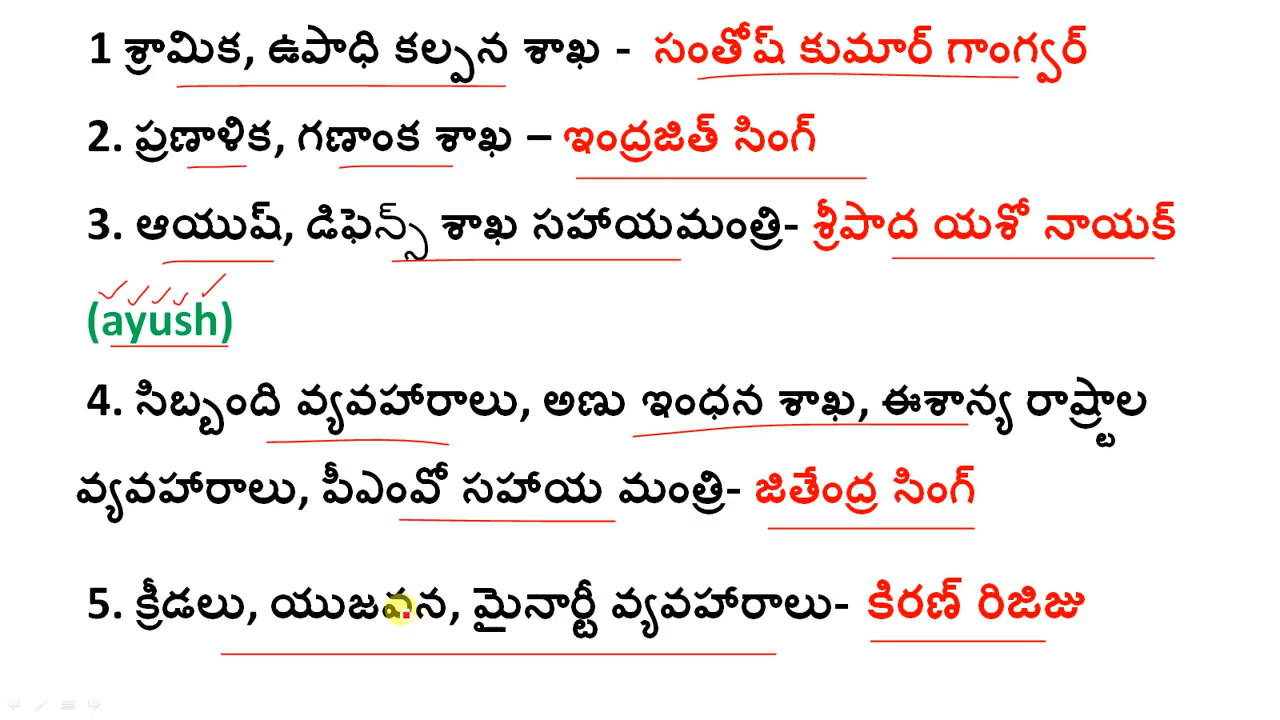 1 శ్రామిక, ఉపాధి కల్పన శాఖ - సంతోష్ కుమార్ గాంగ్వర్
2. ప్రణాళిక, గణాంక శాఖ – ఇంద్రజిత్ సింగ్
3. ఆయుష్, డిఫెన్స్ శాఖ సహాయమంత్రి- శ్రీపాద యశో నాయక్
(ayush)
4. సిబ్బంది వ్యవహారాలు, అణు ఇంధన శాఖ, ఈశాన్య రాష్ట్రాల
వ్యవహారాలు, పీఎంవో సహాయ మంత్రి- జితేంద్ర సింగ్
5. క్రీడలు, యుజవన, మైనార్టీ వ్యవహారాలు- కిరణ్ రిజిజు